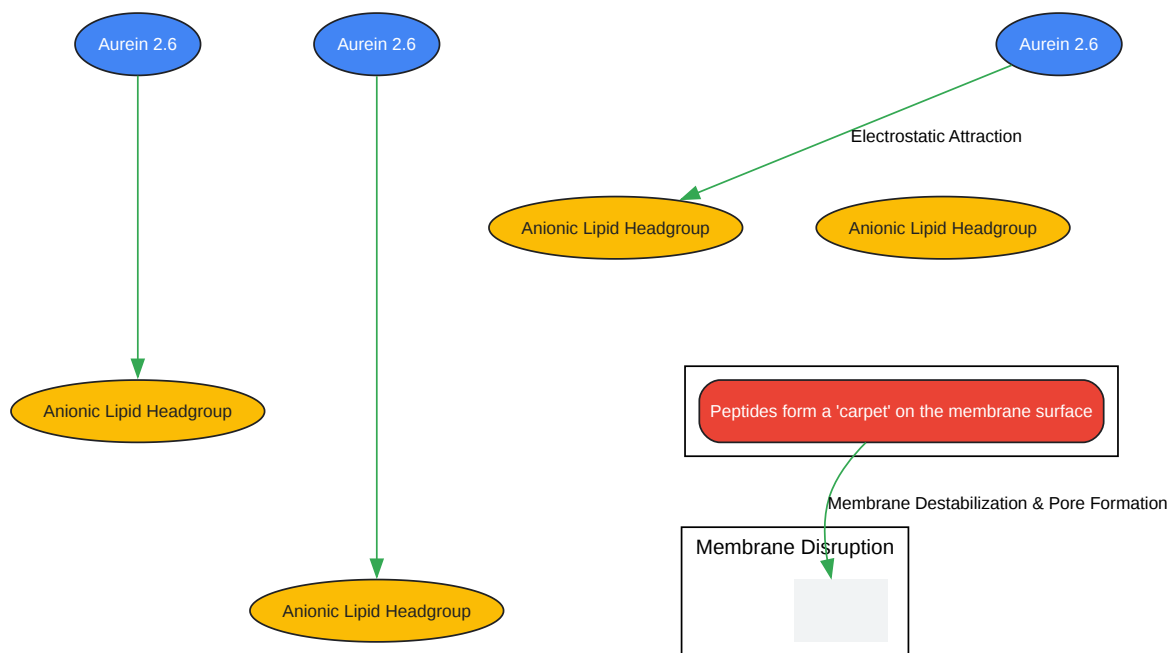 Aurein 2.6
Aurein 2.6
Aurein 2.6
Electrostatic Attraction
Anionic Lipid Headgroup
Anionic Lipid Headgroup
Anionic Lipid Headgroup
Peptides form a 'carpet' on the membrane surface
Membrane Destabilization & Pore Formation
Membrane Disruption
Anionic Lipid Headgroup